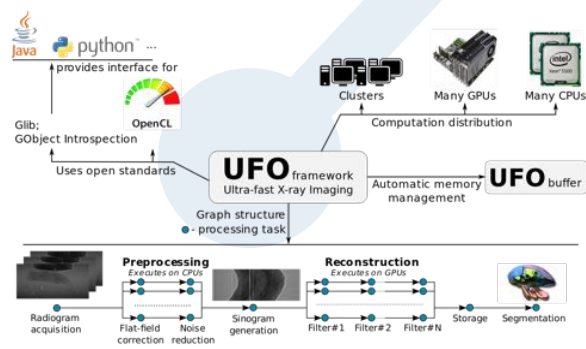 Java
python ...
provides interface for
OpenCL
Glib;
GObject Introspection
Uses open standards
Clusters
Many GPUs
intel
Many CPUs
Computation distribution
UFO framework
Ultra-fast X-ray Imaging
Automatic memory
management
UFO buffer
Graph structure
- processing task
Preprocessing
Executes on CPUs
Reconstruction
Executes on GPUs
Radiogram
acquisition
Flat-field
correction
Noise
reduction
Sinogram
generation
Filter#1
Filter#2
Filter#N
Storage
Segmentation